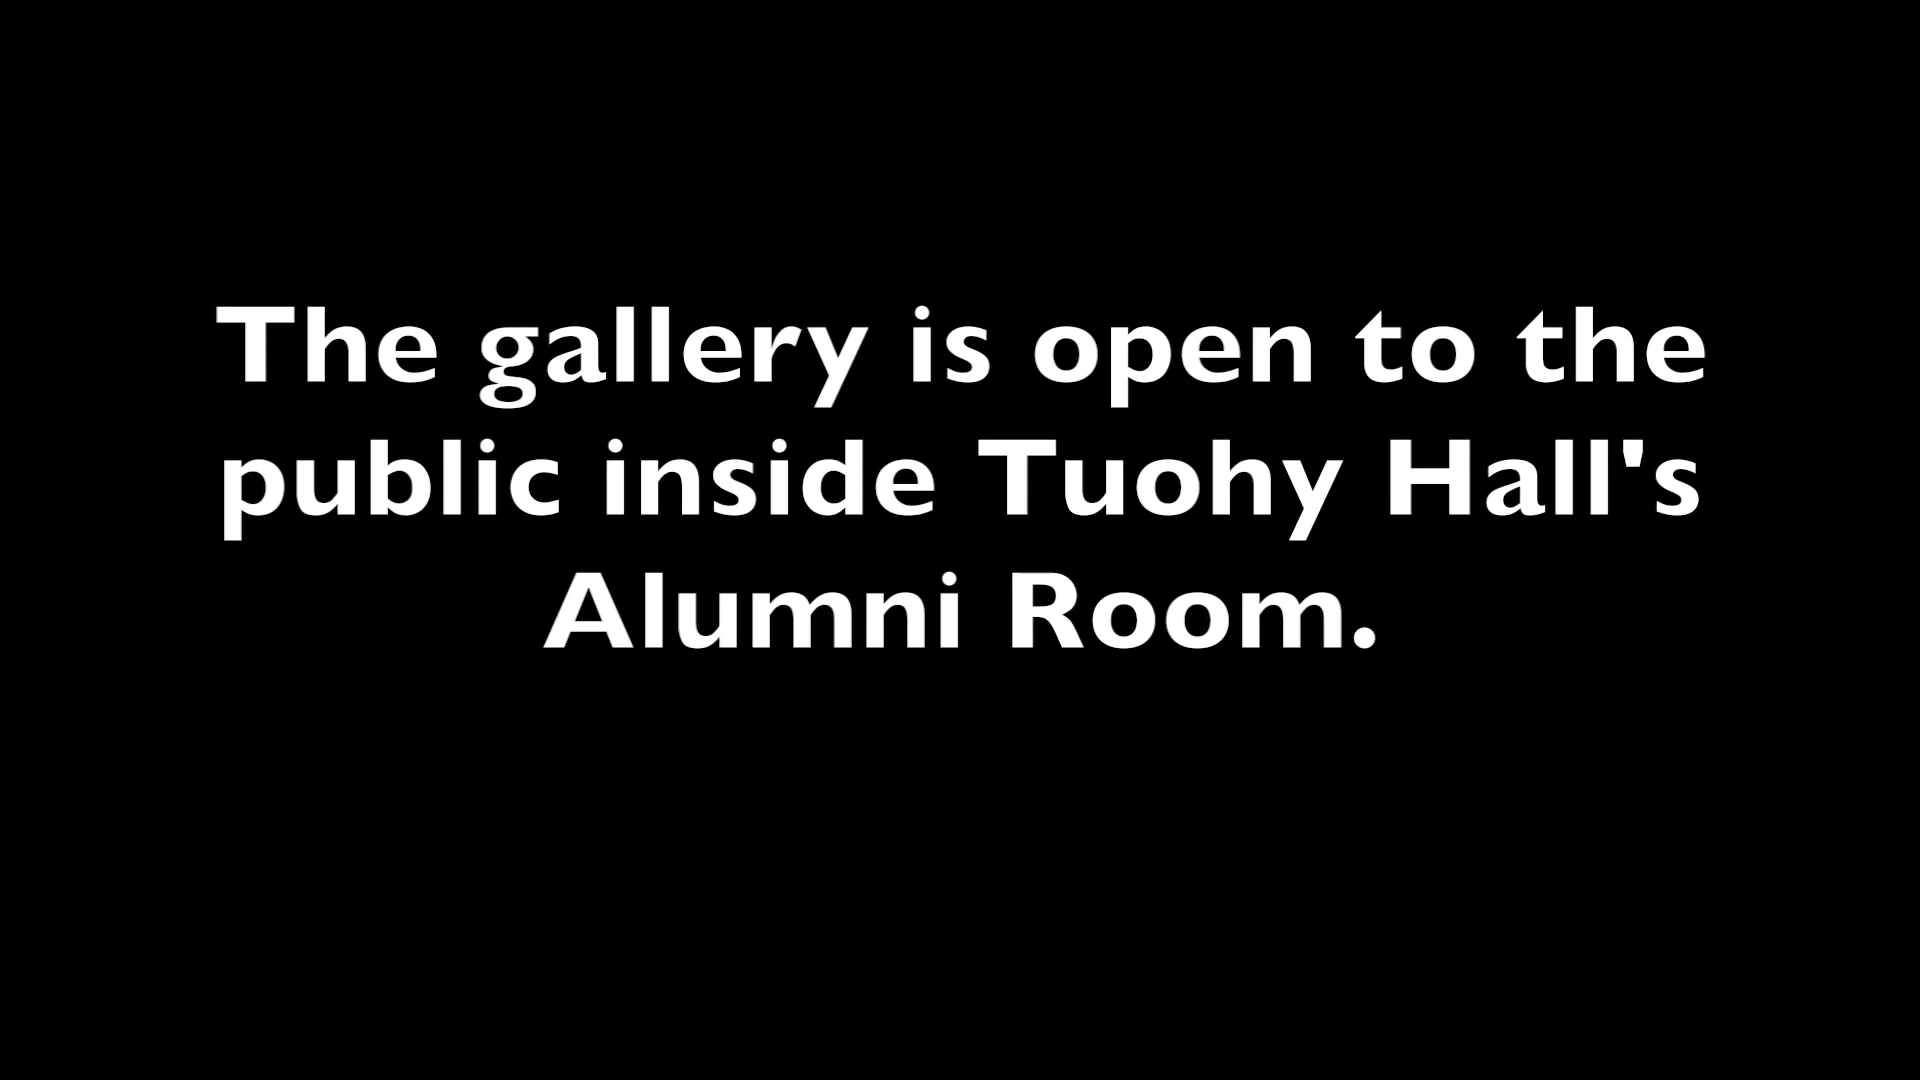 The gallery is open to the
public inside Tuohy Hall's
Alumni Room.